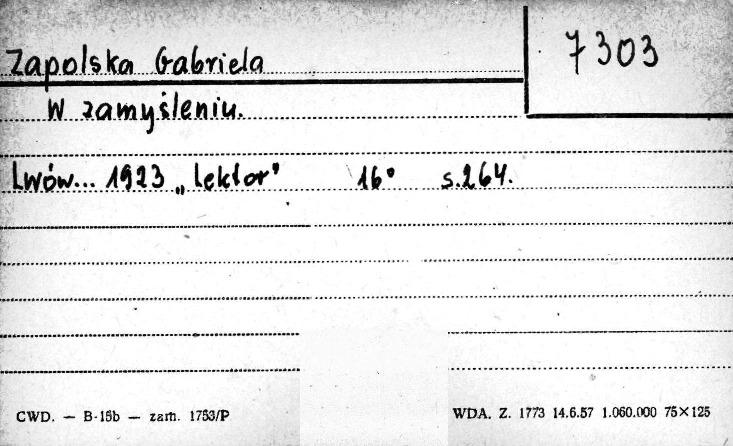 Zapolska Gabriela
7303
W zamyśleniu.
Lwów... 1923 „Lektor" 16° s.264.
CWD. — B-15b — zam. 1753/P
WDA. Z. 1773 14.6.57 1.060.000 75×125